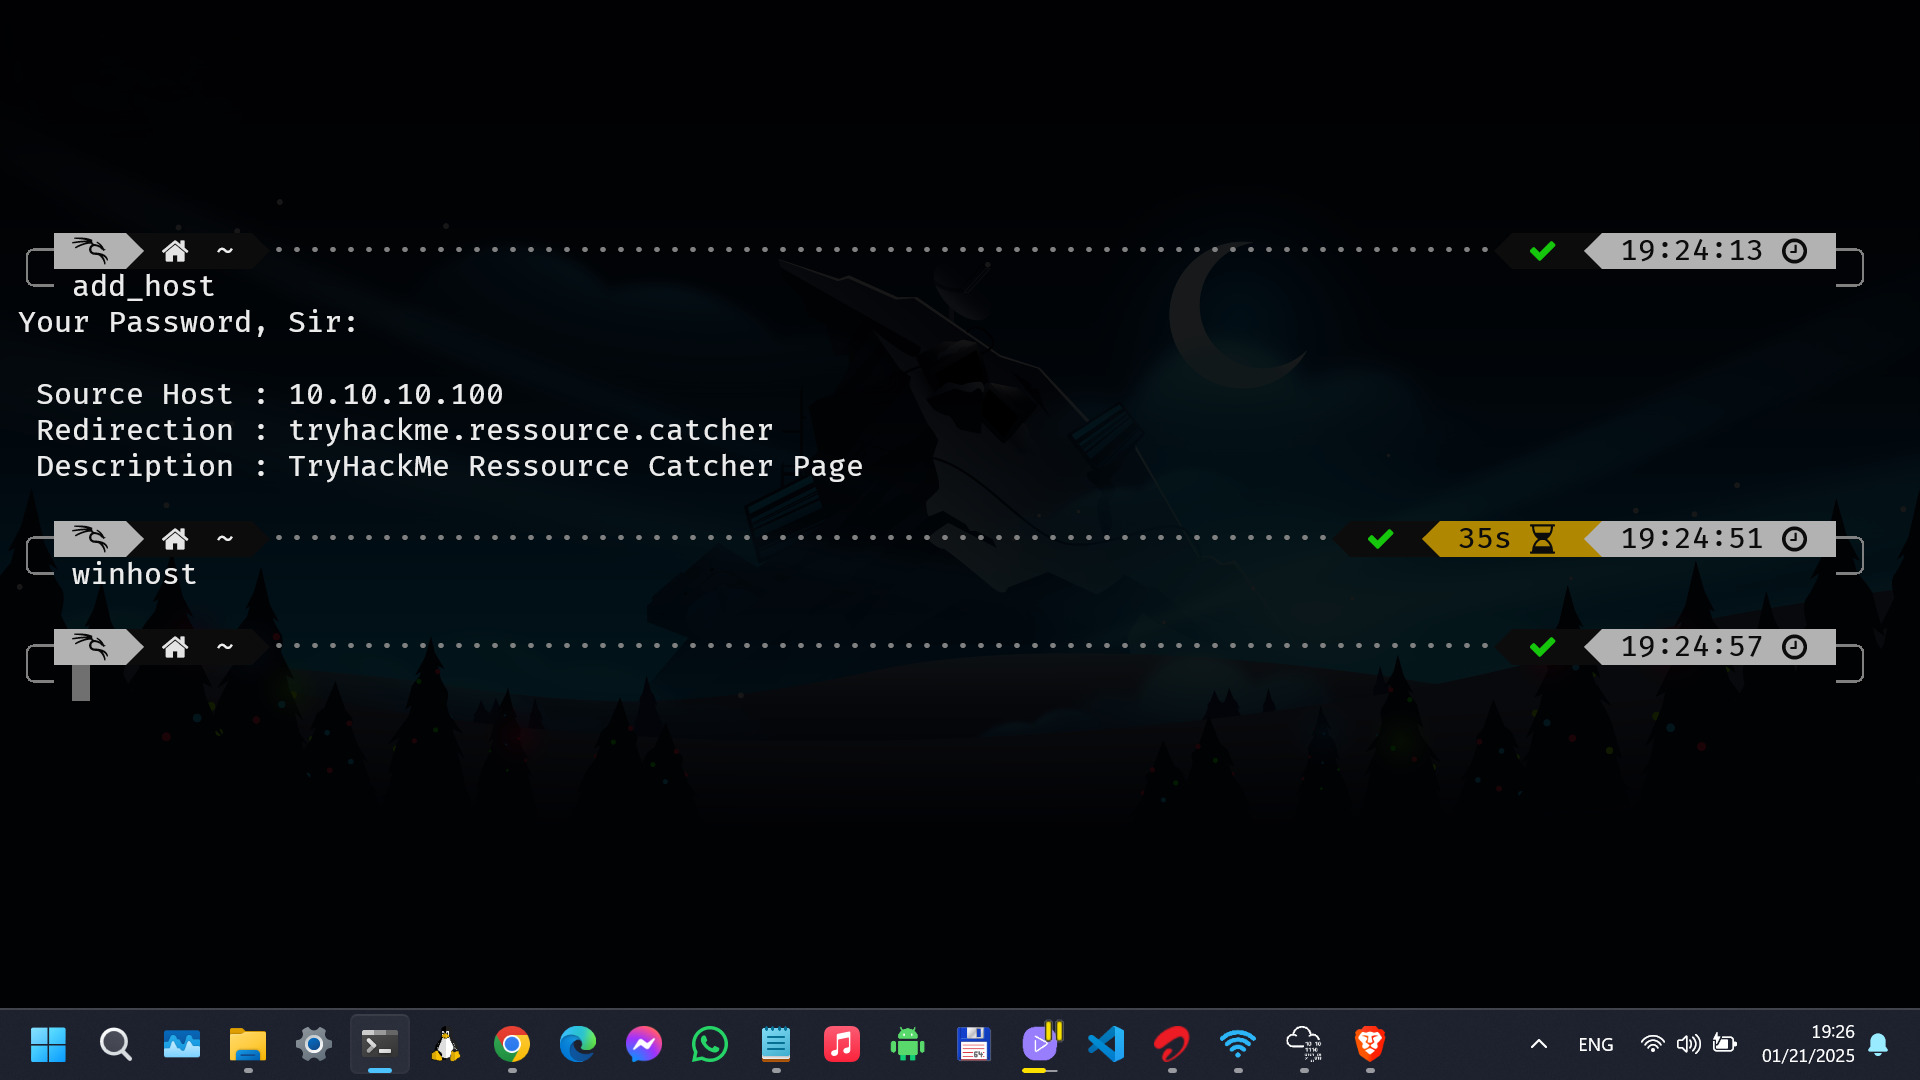 ~ 19:24:13
add_host
Your Password, Sir:
Source Host : 10.10.10.100
Redirection : tryhackme.ressource.catcher
Description : TryHackMe Ressource Catcher Page
~ 35s 19:24:51
winhost
~ 19:24:57
64
ENG
19:26
01/21/2025